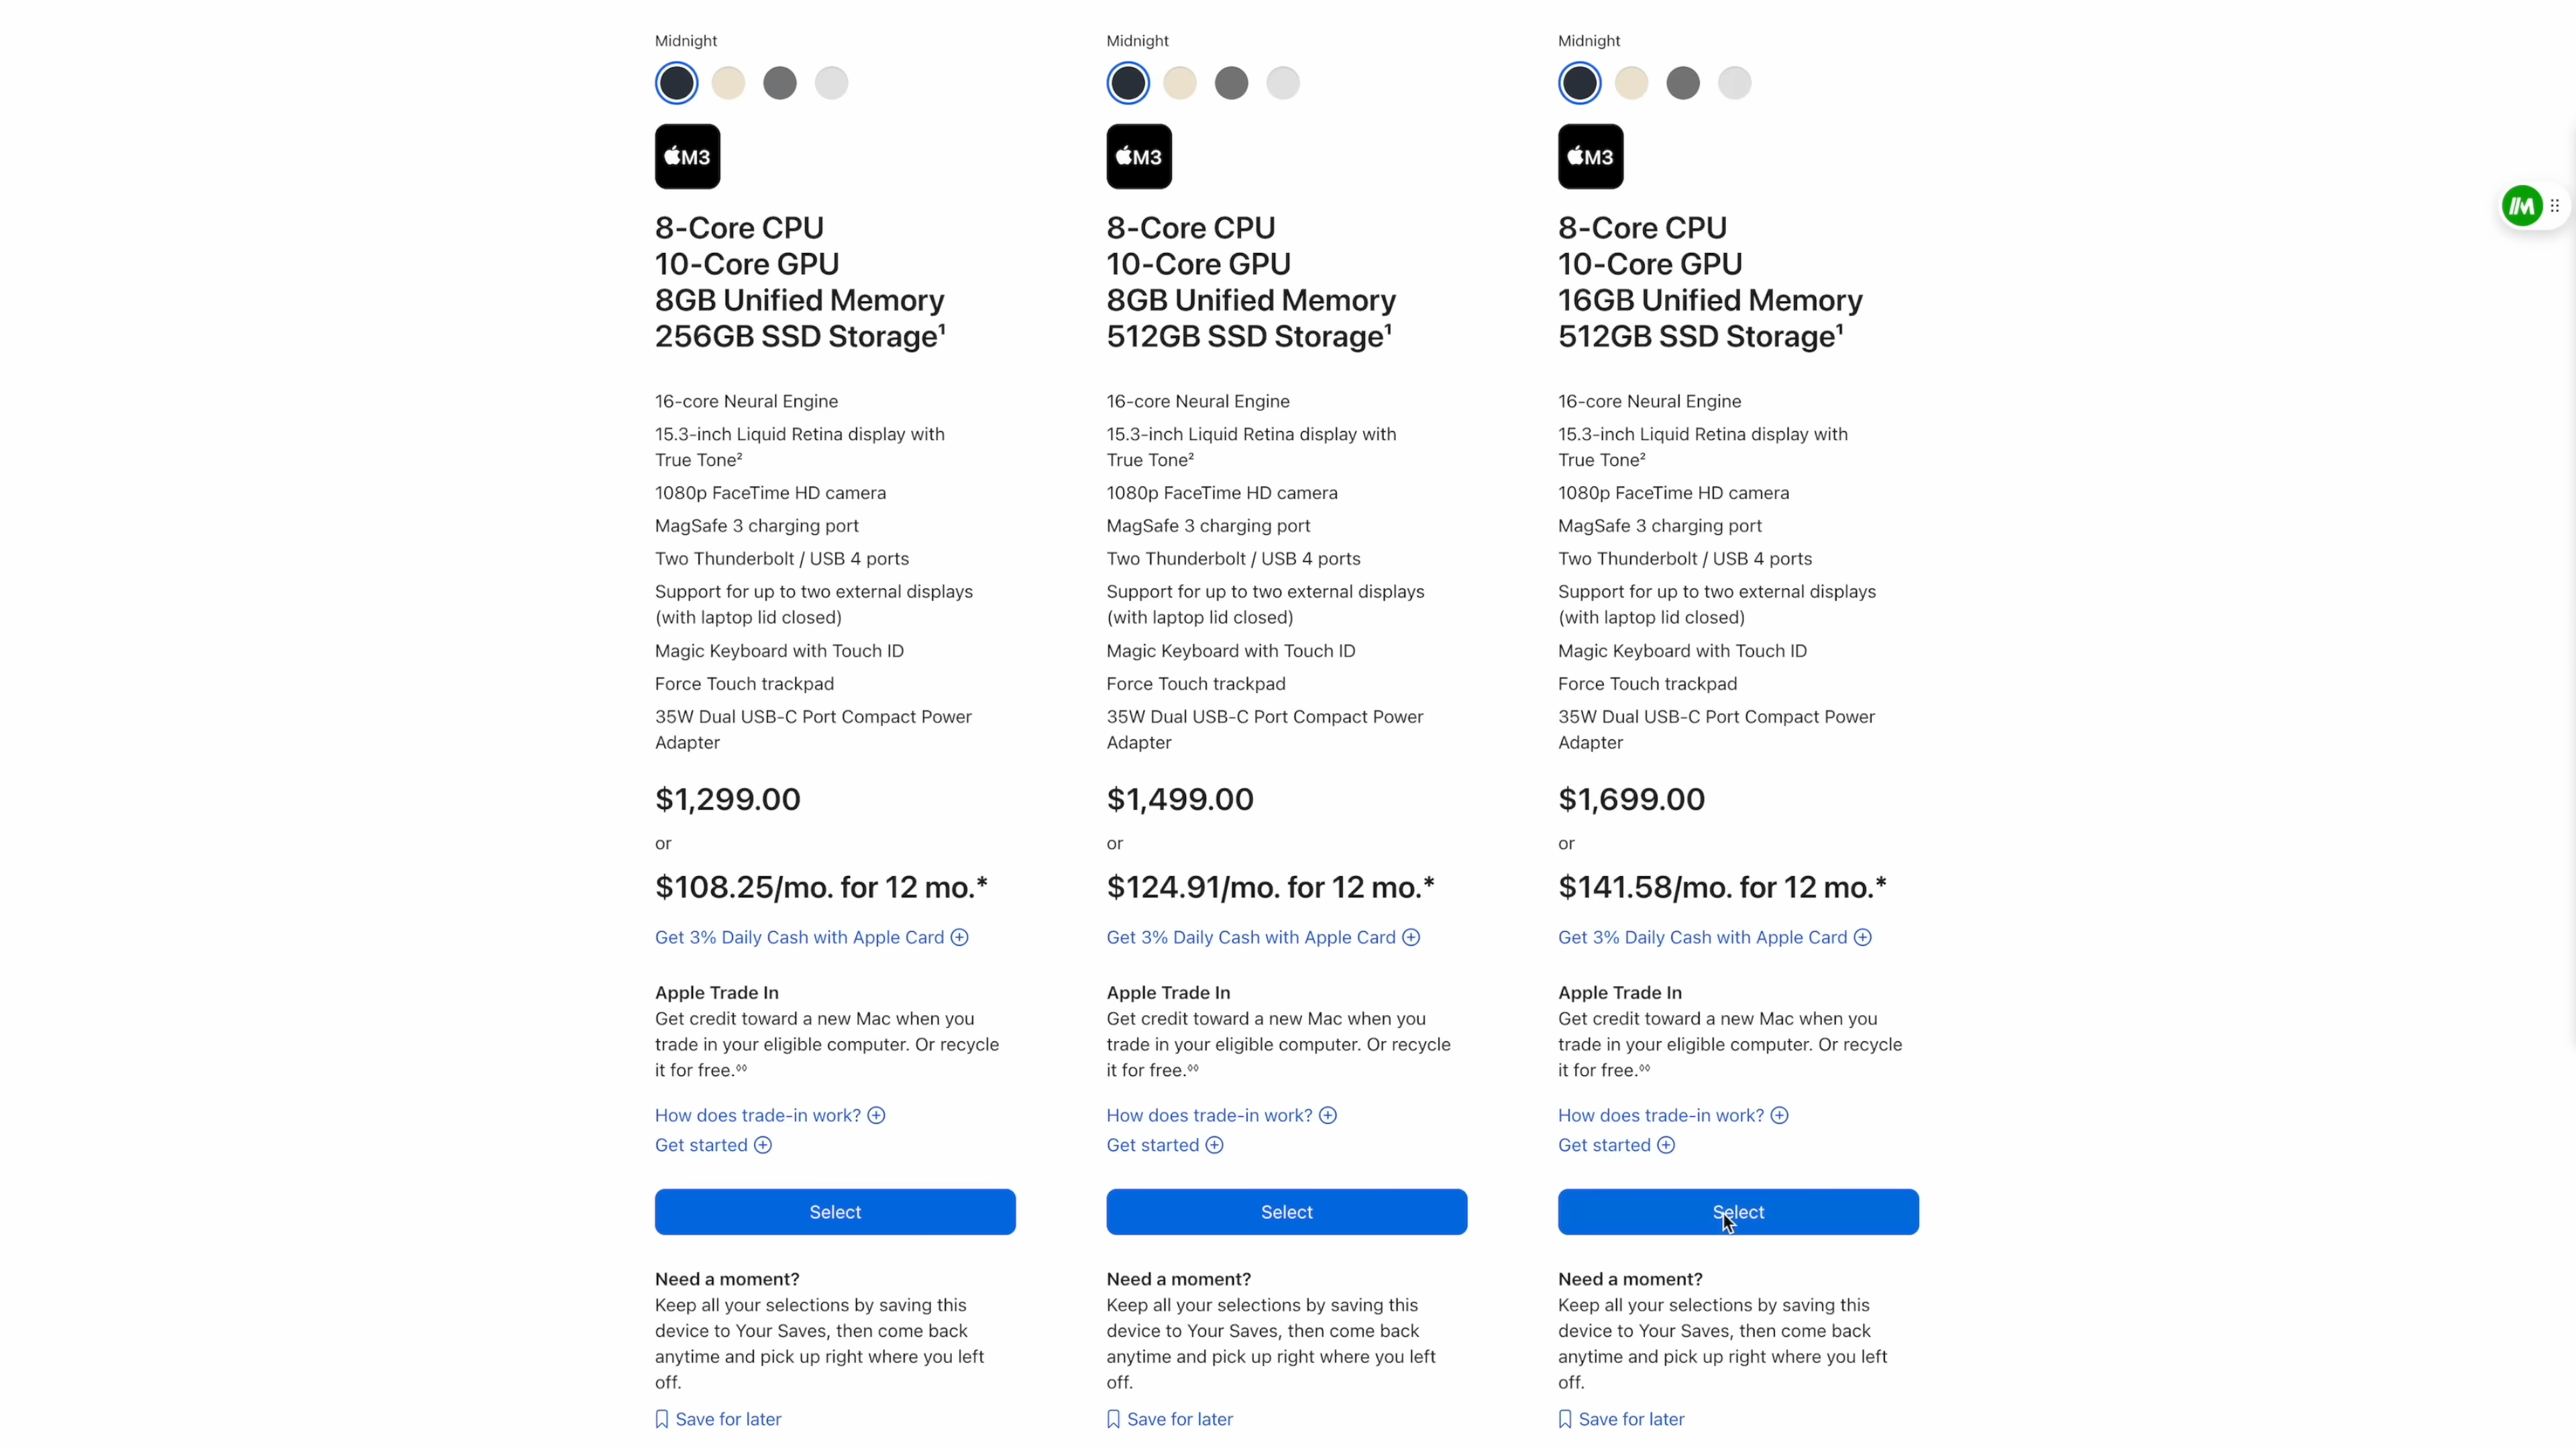 Midnight
M3
8-Core CPU
10-Core GPU
8GB Unified Memory
256GB SSD Storage¹
16-core Neural Engine
15.3-inch Liquid Retina display with
True Tone²
1080p FaceTime HD camera
MagSafe 3 charging port
Two Thunderbolt / USB 4 ports
Support for up to two external displays
(with laptop lid closed)
Magic Keyboard with Touch ID
Force Touch trackpad
35W Dual USB-C Port Compact Power
Adapter
$1,299.00
or
$108.25/mo. for 12 mo.*
Get 3% Daily Cash with Apple Card
Apple Trade In
Get credit toward a new Mac when you
trade in your eligible computer. Or recycle
it for free.◊◊
How does trade-in work?
Get started
Select
Need a moment?
Keep all your selections by saving this
device to Your Saves, then come back
anytime and pick up right where you left
off.
Save for later
Midnight
M3
8-Core CPU
10-Core GPU
8GB Unified Memory
512GB SSD Storage¹
16-core Neural Engine
15.3-inch Liquid Retina display with
True Tone²
1080p FaceTime HD camera
MagSafe 3 charging port
Two Thunderbolt / USB 4 ports
Support for up to two external displays
(with laptop lid closed)
Magic Keyboard with Touch ID
Force Touch trackpad
35W Dual USB-C Port Compact Power
Adapter
$1,499.00
or
$124.91/mo. for 12 mo.*
Get 3% Daily Cash with Apple Card
Apple Trade In
Get credit toward a new Mac when you
trade in your eligible computer. Or recycle
it for free.◊◊
How does trade-in work?
Get started
Select
Need a moment?
Keep all your selections by saving this
device to Your Saves, then come back
anytime and pick up right where you left
off.
Save for later
Midnight
M3
8-Core CPU
10-Core GPU
16GB Unified Memory
512GB SSD Storage¹
16-core Neural Engine
15.3-inch Liquid Retina display with
True Tone²
1080p FaceTime HD camera
MagSafe 3 charging port
Two Thunderbolt / USB 4 ports
Support for up to two external displays
(with laptop lid closed)
Magic Keyboard with Touch ID
Force Touch trackpad
35W Dual USB-C Port Compact Power
Adapter
$1,699.00
or
$141.58/mo. for 12 mo.*
Get 3% Daily Cash with Apple Card
Apple Trade In
Get credit toward a new Mac when you
trade in your eligible computer. Or recycle
it for free.◊◊
How does trade-in work?
Get started
Select
Need a moment?
Keep all your selections by saving this
device to Your Saves, then come back
anytime and pick up right where you left
off.
Save for later